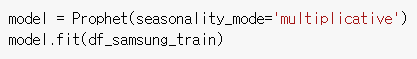 model = Prophet(seasonality_mode='multiplicative')
model.fit(df_samsung_train)